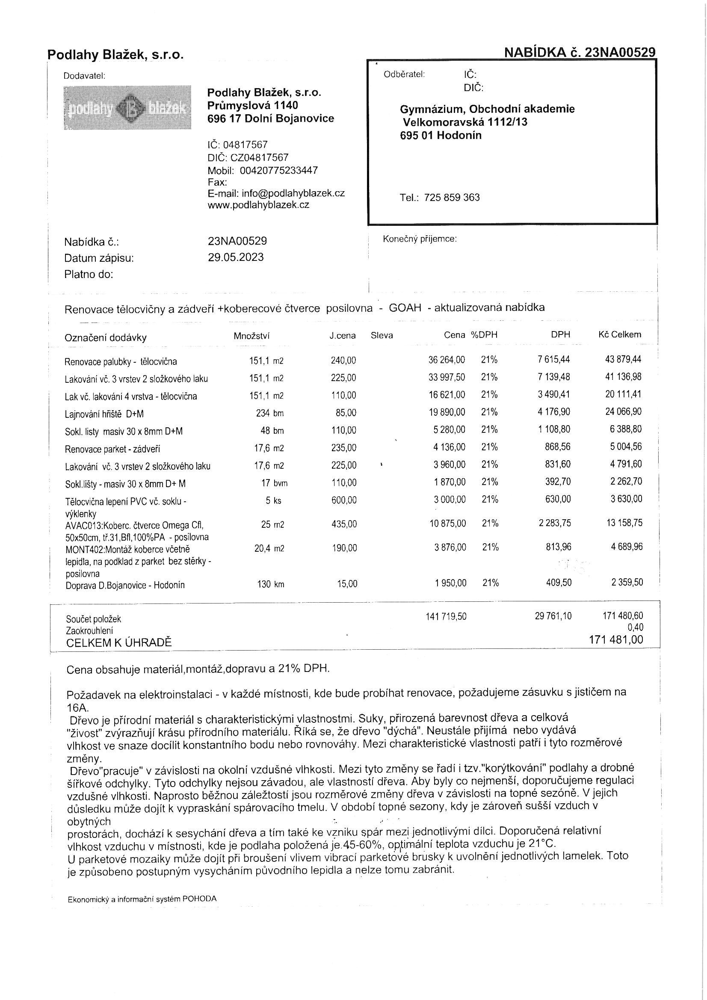 Podlahy Blažek, s.r.o.
NABÍDKA č. 23NA00529
Dodavatel:
podlahy B blažek
Podlahy Blažek, s.r.o.
Průmyslová 1140
696 17 Dolní Bojanovice
IČ: 04817567
DIČ: CZ04817567
Mobil: 00420775233447
Fax:
E-mail: info@podlahyblazek.cz
www.podlahyblazek.cz
Odběratel: IČ:
DIČ:
Gymnázium, Obchodní akademie
Velkomoravská 1112/13
695 01 Hodonín
Tel.: 725 859 363
Nabídka č.: 23NA00529
Datum zápisu: 29.05.2023
Platno do:
Konečný příjemce:
Renovace tělocvičny a zádveří +koberecové čtverce posilovna - GOAH - aktualizovaná nabídka
Označení dodávky Množství J.cena Sleva Cena %DPH DPH Kč Celkem
Renovace palubky - tělocvična 151,1 m2 240,00 36 264,00 21% 7 615,44 43 879,44
Lakování vč. 3 vrstev 2 složkového laku 151,1 m2 225,00 33 997,50 21% 7 139,48 41 136,98
Lak vč. lakování 4 vrstva - tělocvična 151,1 m2 110,00 16 621,00 21% 3 490,41 20 111,41
Lajnování hřiště D+M 234 bm 85,00 19 890,00 21% 4 176,90 24 066,90
Sokl. listy masiv 30 x 8mm D+M 48 bm 110,00 5 280,00 21% 1 108,80 6 388,80
Renovace parket - zádveří 17,6 m2 235,00 4 136,00 21% 868,56 5 004,56
Lakování vč. 3 vrstev 2 složkového laku 17,6 m2 225,00 3 960,00 21% 831,60 4 791,60
Sokl.lišty - masiv 30 x 8mm D+ M 17 bvm 110,00 1 870,00 21% 392,70 2 262,70
Tělocvična lepení PVC vč. soklu - 5 ks 600,00 3 000,00 21% 630,00 3 630,00
výklenky
AVAC013:Koberc. čtverce Omega Cfl, 25 m2 435,00 10 875,00 21% 2 283,75 13 158,75
50x50cm, tř.31,Bfl,100%PA - posilovna
MONT402:Montáž koberce včetně 20,4 m2 190,00 3 876,00 21% 813,96 4 689,96
lepidla, na podklad z parket bez stěrky -
posilovna
Doprava D.Bojanovice - Hodonín 130 km 15,00 1 950,00 21% 409,50 2 359,50
Součet položek 141 719,50 29 761,10 171 480,60
Zaokrouhlení 0,40
CELKEM K ÚHRADĚ 171 481,00
Cena obsahuje materiál,montáž,dopravu a 21% DPH.
Požadavek na elektroinstalaci - v každé místnosti, kde bude probíhat renovace, požadujeme zásuvku s jističem na
16A.
Dřevo je přírodní materiál s charakteristickými vlastnostmi. Suky, přirozená barevnost dřeva a celková
"živost" zvýrazňují krásu přírodního materiálu. Říká se, že dřevo "dýchá". Neustále přijímá nebo vydává
vlhkost ve snaze docílit konstantního bodu nebo rovnováhy. Mezi charakteristické vlastnosti patří i tyto rozměrové
změny.
Dřevo"pracuje" v závislosti na okolní vzdušné vlhkosti. Mezi tyto změny se řadí i tzv."korýtkování" podlahy a drobné
šířkové odchylky. Tyto odchylky nejsou závadou, ale vlastností dřeva. Aby byly co nejmenší, doporučujeme regulaci
vzdušné vlhkosti. Naprosto běžnou záležtostí jsou rozměrové změny dřeva v závislosti na topné sezóně. V jejich
důsledku může dojít k vypraskání spárovacího tmelu. V období topné sezony, kdy je zároveň sušší vzduch v
obytných
prostorách, dochází k sesychání dřeva a tím také ke vzniku spár mezi jednotlivými dílci. Doporučená relativní
vlhkost vzduchu v místnosti, kde je podlaha položená je 45-60%, optimální teplota vzduchu je 21°C.
U parketové mozaiky může dojít při broušení vlivem vibrací parketové brusky k uvolnění jednotlivých lamelek. Toto
je způsobeno postupným vysycháním původního lepidla a nelze tomu zabránit.
Ekonomický a informační systém POHODA